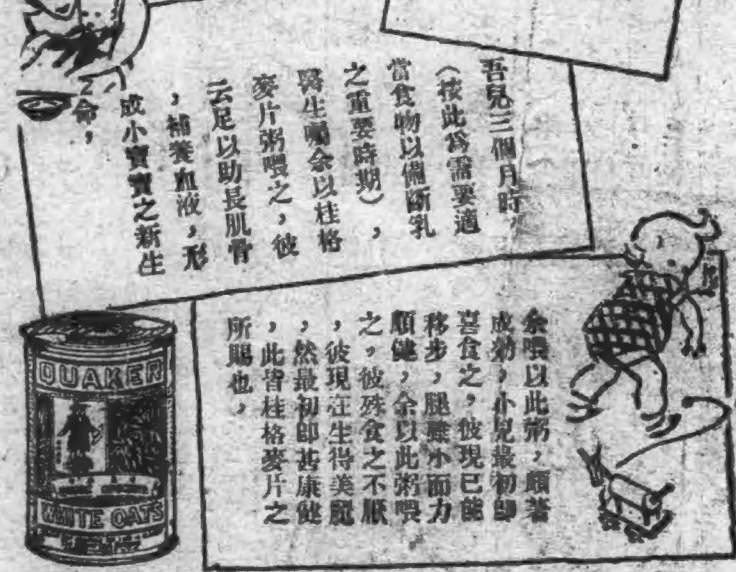 吾兒三個月時，
（按此爲需要適
當食物以備斷乳
之重要時期），
醫生囑余以桂格
麥片粥喂之，彼
云足以助長肌骨
，補養血液，形
成小寶寶之新生
命，
余喂以此粥，頗著
成効，小兒最初卽
喜食之，彼現已能
移步，腿雖小而力
頗健，余以此粥喂
之，彼殊食之不厭
，彼現在生得美麗
，然最初卽甚康健
，此皆桂格麥片之
所賜也，
QUAKER
WHITE OATS